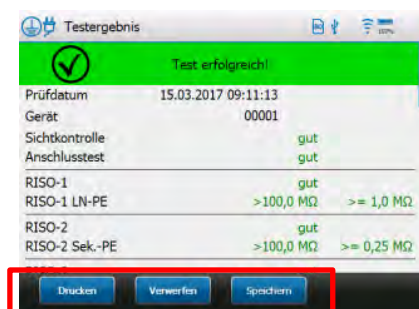 Testergebnis
100%
Test erfolgreich!
Prüfdatum 15.03.2017 09:11:13
Gerät 00001
Sichtkontrolle gut
Anschlusstest gut
RISO-1 gut
RISO-1 LN-PE >100,0 MΩ >= 1,0 MΩ
RISO-2 gut
RISO-2 Sek.-PE >100,0 MΩ >= 0,25 MΩ
Drucken Verwerfen Speichern